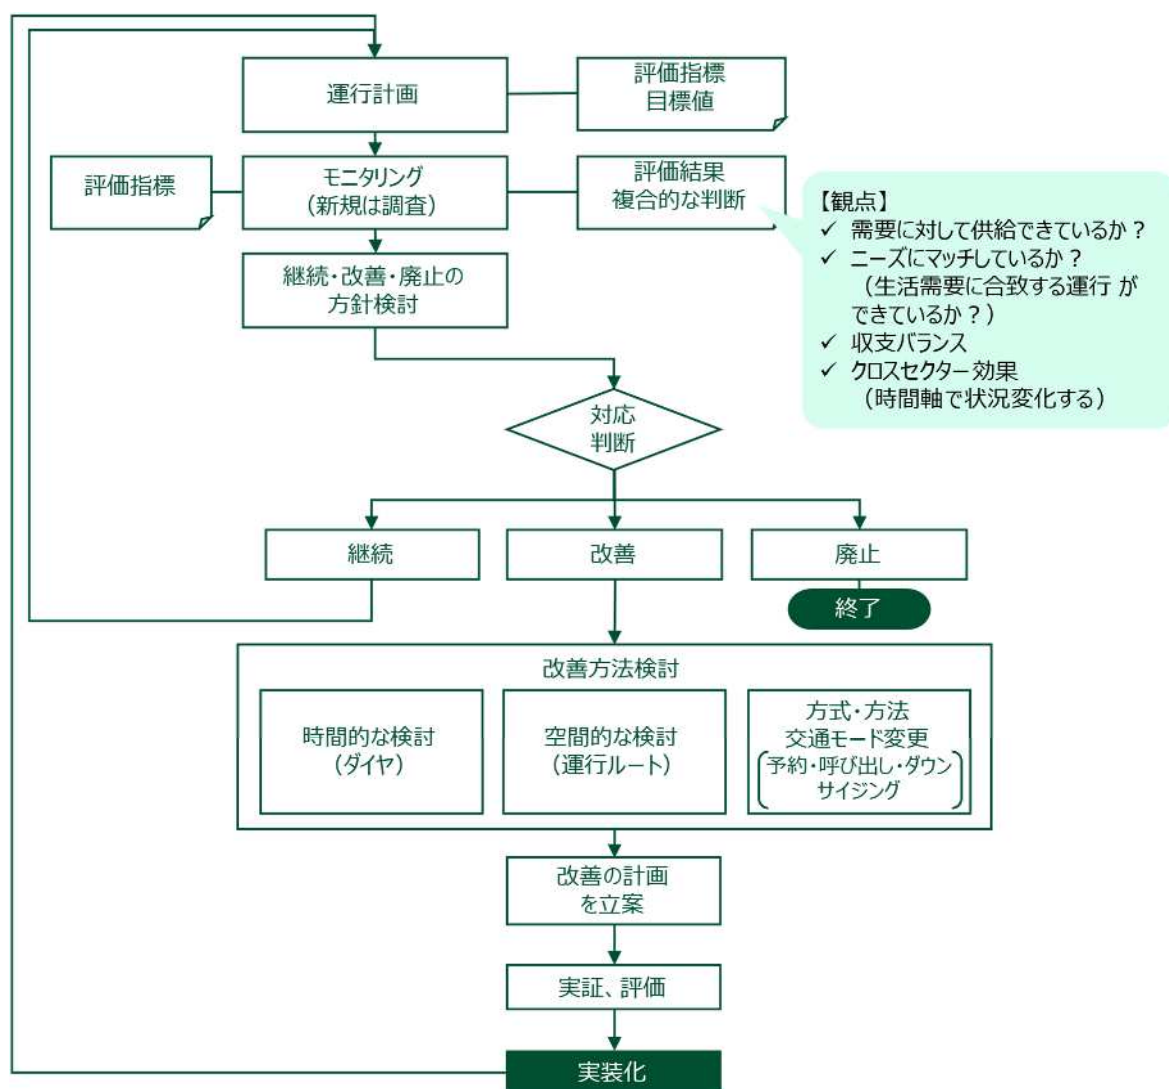 運行計画
評価指標
目標値
評価指標
モニタリング
（新規は調査）
評価結果
複合的な判断
【観点】
✓ 需要に対して供給できているか？
✓ ニーズにマッチしているか？
（生活需要に合致する運行 が
できているか？）
✓ 収支バランス
✓ クロスセクター効果
（時間軸で状況変化する）
継続・改善・廃止の
方針検討
対応
判断
継続
改善
廃止
終了
改善方法検討
時間的な検討
（ダイヤ）
空間的な検討
（運行ルート）
方式・方法
交通モード変更
予約・呼び出し・ダウン
サイジング
改善の計画
を立案
実証、評価
実装化